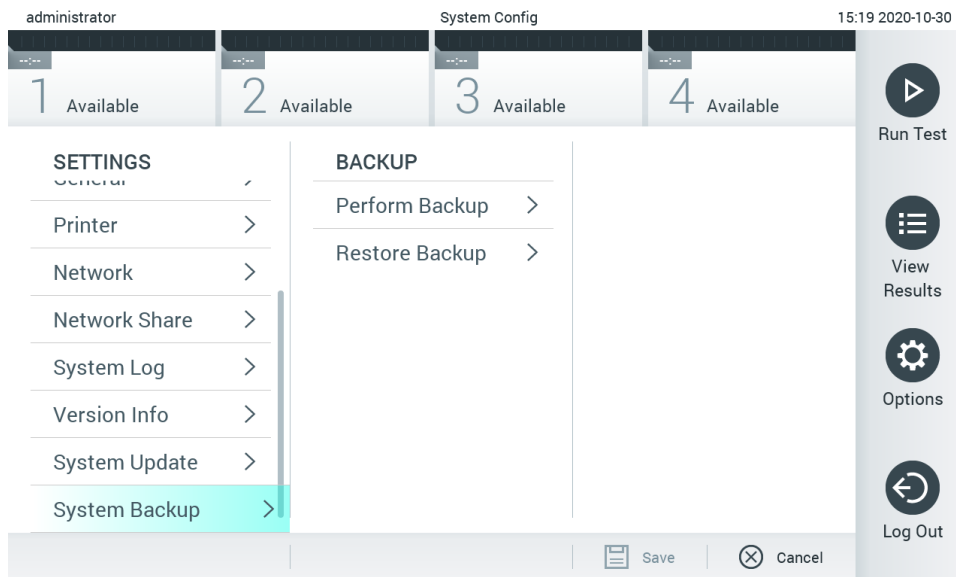 administrator
System Config
15:19 2020-10-30
--:--
1 Available
--:--
2 Available
--:--
3 Available
--:--
4 Available
Run Test
View
Results
Options
Log Out
SETTINGS
General
Printer
Network
Network Share
System Log
Version Info
System Update
System Backup
BACKUP
Perform Backup
Restore Backup
Save
Cancel